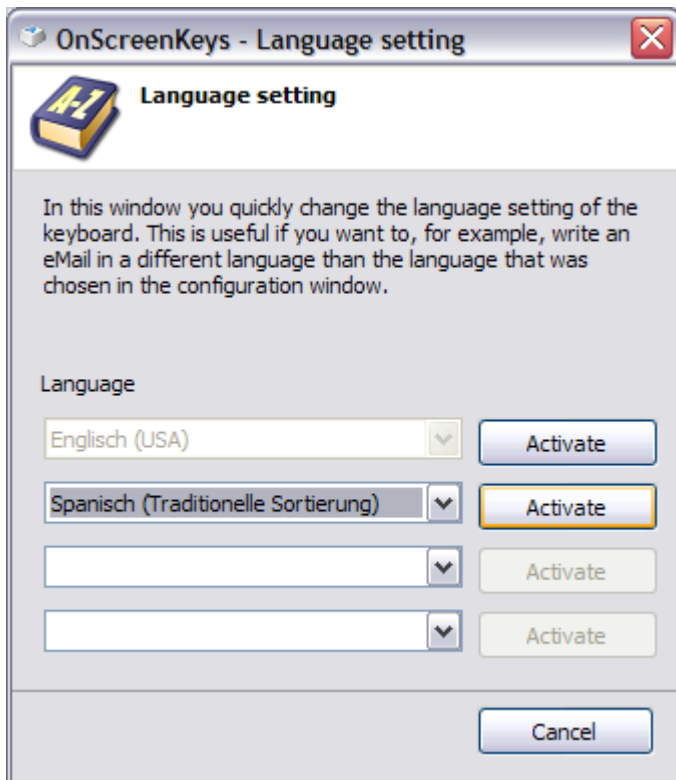 OnScreenKeys - Language setting
A-Z
Language setting
In this window you quickly change the language setting of the
keyboard. This is useful if you want to, for example, write an
eMail in a different language than the language that was
chosen in the configuration window.
Language
Englisch (USA)
Activate
Spanisch (Traditionelle Sortierung)
Activate
Activate
Activate
Cancel